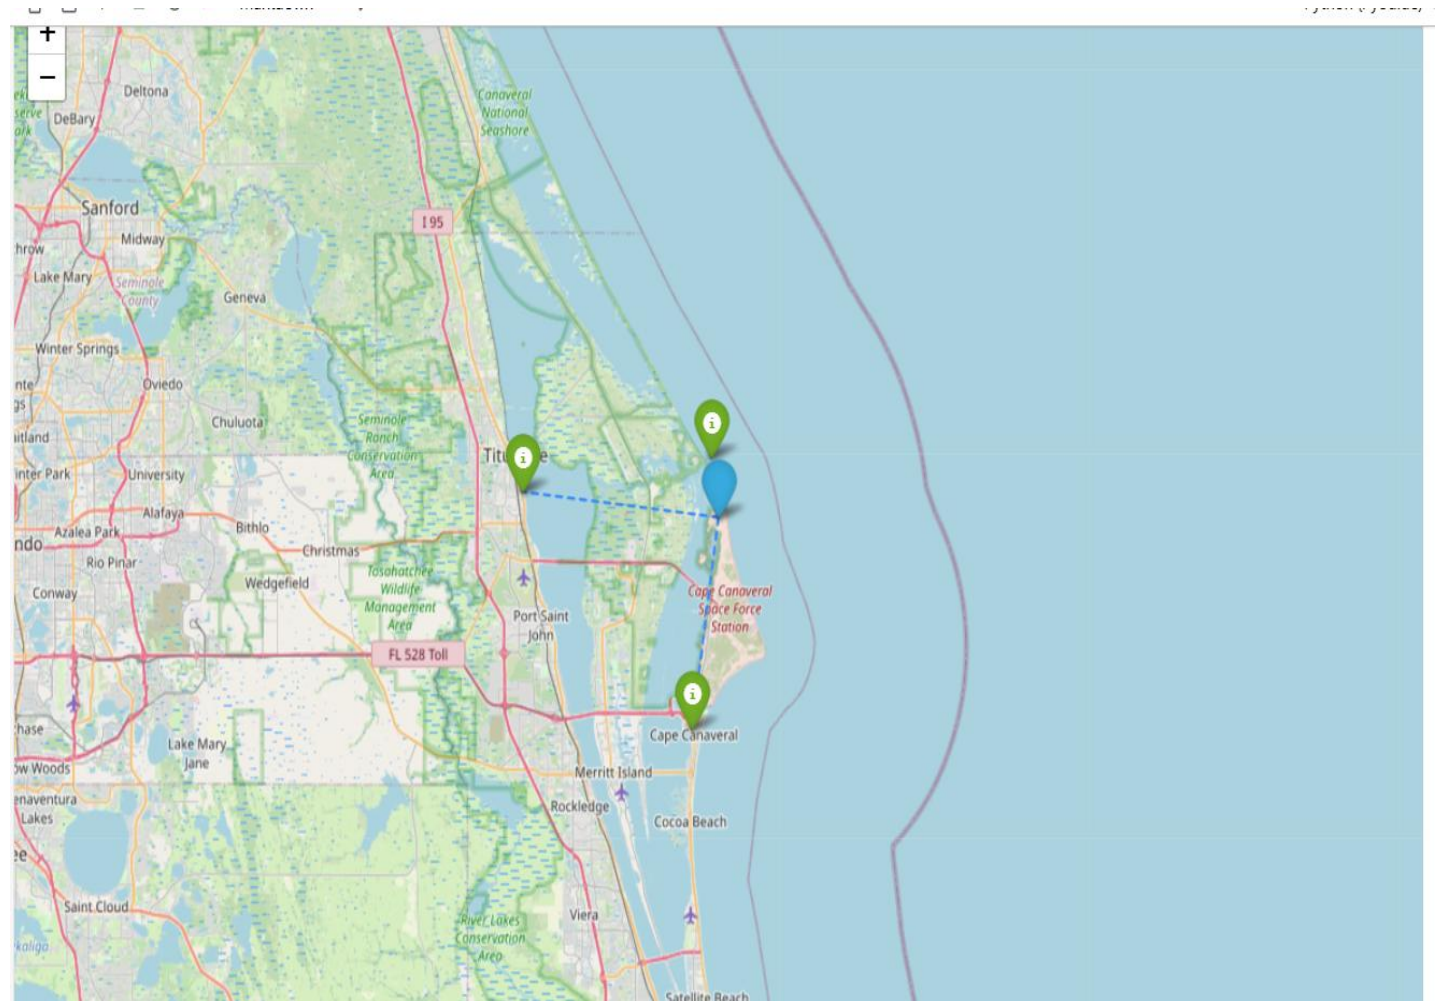 +
−
Deltona
DeBary
Canaveral
National
Seashore
Sanford
I 95
Midway
Lake Mary
Seminole
County
Geneva
Winter Springs
Oviedo
Chuluota
Seminole
Ranch
Conservation
Area
Winter Park
University
Alafaya
Bithlo
Azalea Park
Christmas
Rio Pinar
Wedgefield
Conway
Tosohatchee
Wildlife
Management
Area
Port Saint
John
Cape Canaveral
Space Force
Station
FL 528 Toll
Cape Canaveral
Lake Mary
Jane
Merritt Island
Rockledge
Cocoa Beach
Lakes
Saint Cloud
Viera
River Lakes
Conservation
Area
Satellite Beach